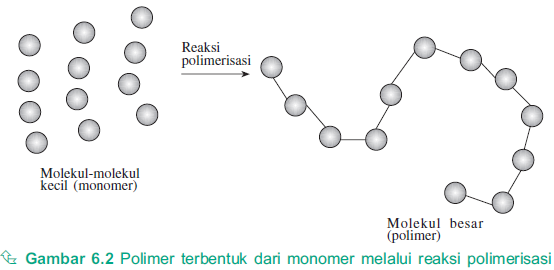 Reaksi
polimerisasi
Molekul-molekul
kecil (monomer)
Molekul besar
(polimer)
Gambar 6.2 Polimer terbentuk dari monomer melalui reaksi polimerisasi